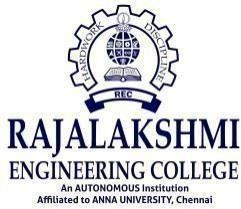 HARDWORK DISCIPLINE
REC
RAJALAKSHMI
ENGINEERING COLLEGE
An AUTONOMOUS Institution
Affiliated to ANNA UNIVERSITY, Chennai